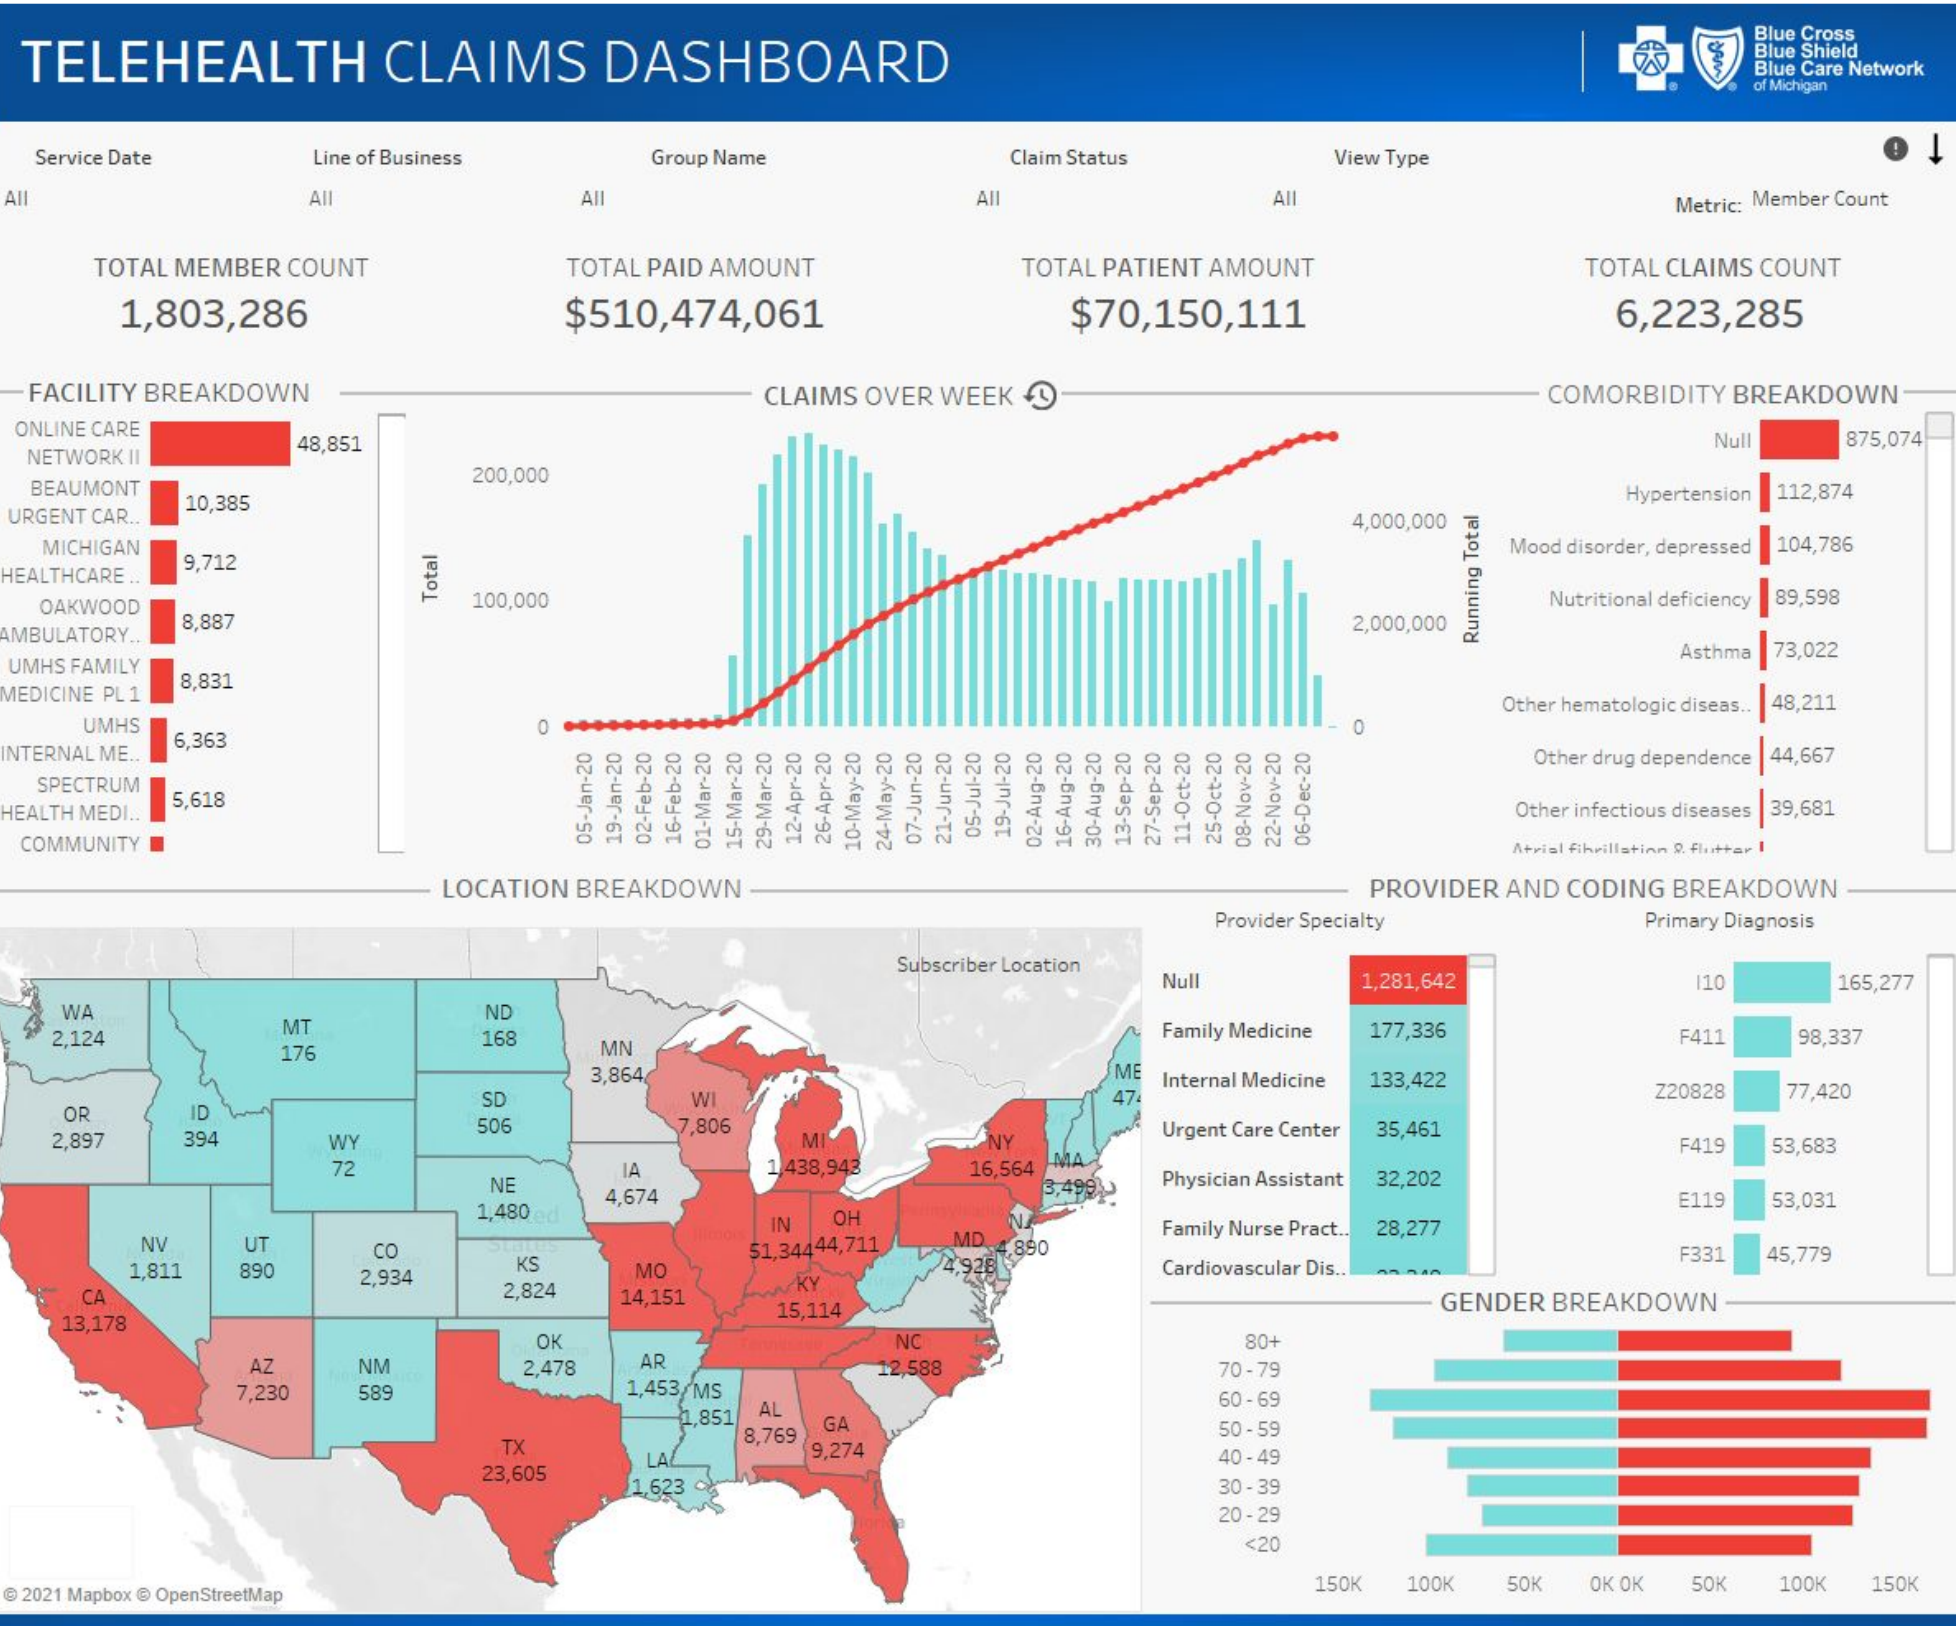 TELEHEALTH CLAIMS DASHBOARD
Blue Cross
Blue Shield
Blue Care Network
of Michigan
Service Date
Line of Business
Group Name
Claim Status
View Type
All
All
All
All
All
Metric: Member Count
TOTAL MEMBER COUNT
1,803,286
TOTAL PAID AMOUNT
$510,474,061
TOTAL PATIENT AMOUNT
$70,150,111
TOTAL CLAIMS COUNT
6,223,285
FACILITY BREAKDOWN
ONLINE CARE
NETWORK II
48,851
BEAUMONT
URGENT CAR..
10,385
MICHIGAN
HEALTHCARE ..
9,712
OAKWOOD
AMBULATORY..
8,887
UMHS FAMILY
MEDICINE PL 1
8,831
UMHS
INTERNAL ME..
6,363
SPECTRUM
HEALTH MEDI..
5,618
COMMUNITY
CLAIMS OVER WEEK
Total
200,000
100,000
0
4,000,000
2,000,000
0
Running Total
05-Jan-20
19-Jan-20
02-Feb-20
16-Feb-20
01-Mar-20
15-Mar-20
29-Mar-20
12-Apr-20
26-Apr-20
10-May-20
24-May-20
07-Jun-20
21-Jun-20
05-Jul-20
19-Jul-20
02-Aug-20
16-Aug-20
30-Aug-20
13-Sep-20
27-Sep-20
11-Oct-20
25-Oct-20
08-Nov-20
22-Nov-20
06-Dec-20
COMORBIDITY BREAKDOWN
Null 875,074
Hypertension 112,874
Mood disorder, depressed 104,786
Nutritional deficiency 89,598
Asthma 73,022
Other hematologic diseas.. 48,211
Other drug dependence 44,667
Other infectious diseases 39,681
Atrial fibrillation & flutter
LOCATION BREAKDOWN
Subscriber Location
WA
2,124
MT
176
ND
168
MN
3,864
OR
2,897
ID
394
WY
72
SD
506
WI
7,806
MI
1,438,943
NY
16,564
ME
474
MA
3,499
NE
1,480
United
States
IA
4,674
NV
1,811
UT
890
CO
2,934
KS
2,824
MO
14,151
Illinois
IN
51,344
OH
44,711
Pennsylvania
NJ
4,890
MD
4,928
West
Virginia
KY
15,114
CA
13,178
AZ
7,230
NM
589
OK
2,478
AR
1,453
Tennessee
NC
12,588
MS
1,851
AL
8,769
GA
9,274
TX
23,605
LA
1,623
Florida
© 2021 Mapbox © OpenStreetMap
PROVIDER AND CODING BREAKDOWN
Provider Specialty
Null 1,281,642
Family Medicine 177,336
Internal Medicine 133,422
Urgent Care Center 35,461
Physician Assistant 32,202
Family Nurse Pract.. 28,277
Cardiovascular Dis..
Primary Diagnosis
I10 165,277
F411 98,337
Z20828 77,420
F419 53,683
E119 53,031
F331 45,779
GENDER BREAKDOWN
80+
70 - 79
60 - 69
50 - 59
40 - 49
30 - 39
20 - 29
<20
150K 100K 50K 0K 0K 50K 100K 150K